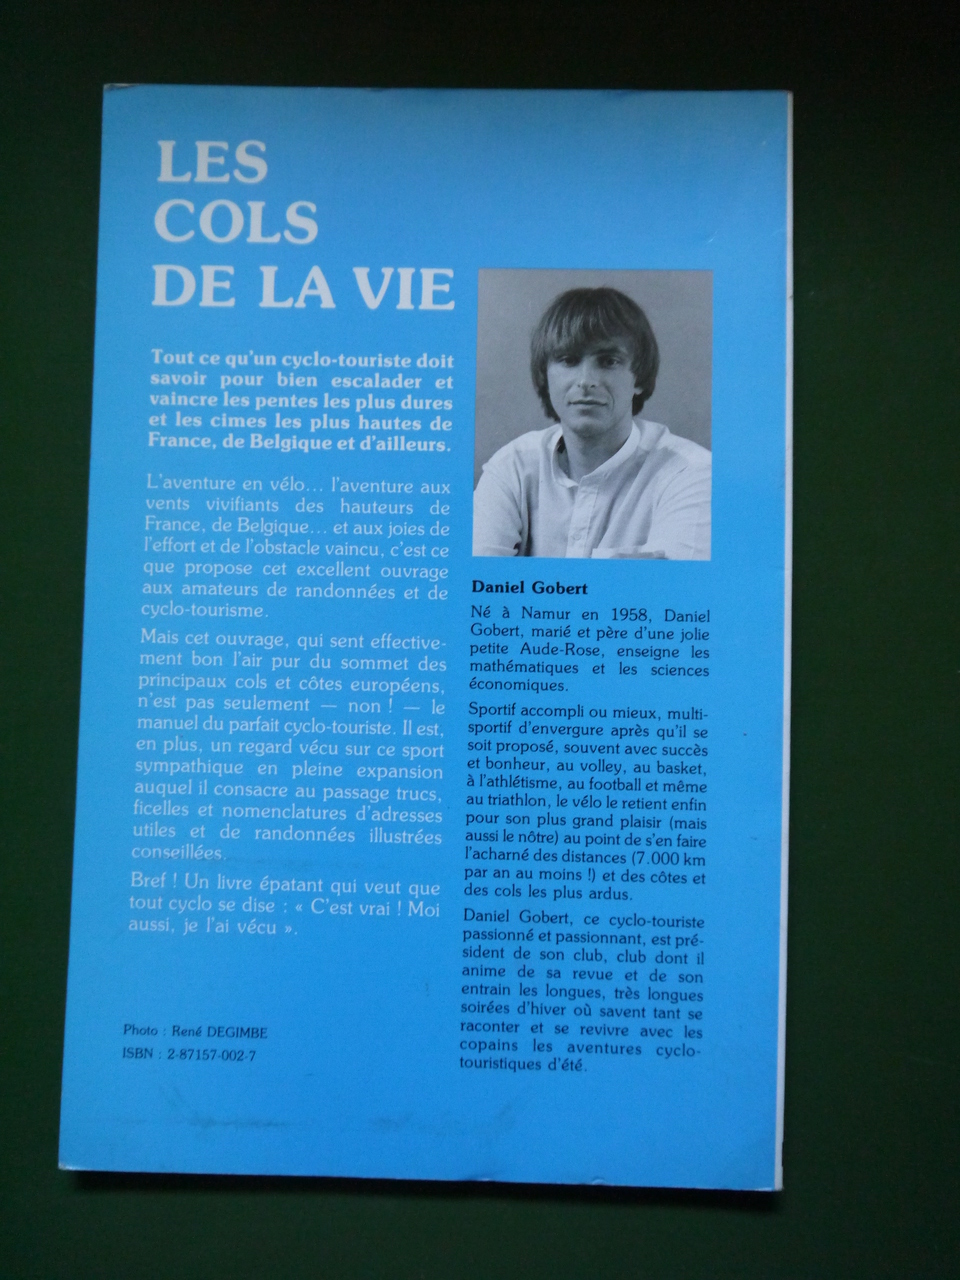 LES
COLS
DE LA VIE
Tout ce qu'un cyclo-touriste doit
savoir pour bien escalader et
vaincre les pentes les plus dures
et les cimes les plus hautes de
France, de Belgique et d'ailleurs.
L'aventure en vélo... l'aventure aux
vents vivifiants des hauteurs de
France, de Belgique... et aux joies de
l'effort et de l'obstacle vaincu, c'est ce
que propose cet excellent ouvrage
aux amateurs de randonnées et de
cyclo-tourisme.
Mais cet ouvrage, qui sent effective-
ment bon l'air pur du sommet des
principaux cols et côtes européens,
n'est pas seulement — non ! — le
manuel du parfait cyclo-touriste. Il est,
en plus, un regard vécu sur ce sport
sympathique en pleine expansion
auquel il consacre au passage trucs,
ficelles et nomenclatures d'adresses
utiles et de randonnées illustrées
conseillées.
Bref ! Un livre épatant qui veut que
tout cyclo se dise : « C'est vrai ! Moi
aussi, je l'ai vécu ».
Photo : René DEGIMBE
ISBN : 2-87157-002-7
Daniel Gobert
Né à Namur en 1958, Daniel
Gobert, marié et père d'une jolie
petite Aude-Rose, enseigne les
mathématiques et les sciences
économiques.
Sportif accompli ou mieux, multi-
sportif d'envergure après qu'il se
soit proposé, souvent avec succès
et bonheur, au volley, au basket,
à l'athlétisme, au football et même
au triathlon, le vélo le retient enfin
pour son plus grand plaisir (mais
aussi le nôtre) au point de s'en faire
l'acharné des distances (7.000 km
par an au moins !) et des côtes et
des cols les plus ardus.
Daniel Gobert, ce cyclo-touriste
passionné et passionnant, est pré-
sident de son club, club dont il
anime de sa revue et de son
entrain les longues, très longues
soirées d'hiver où savent tant se
raconter et se revivre avec les
copains les aventures cyclo-
touristiques d'été.